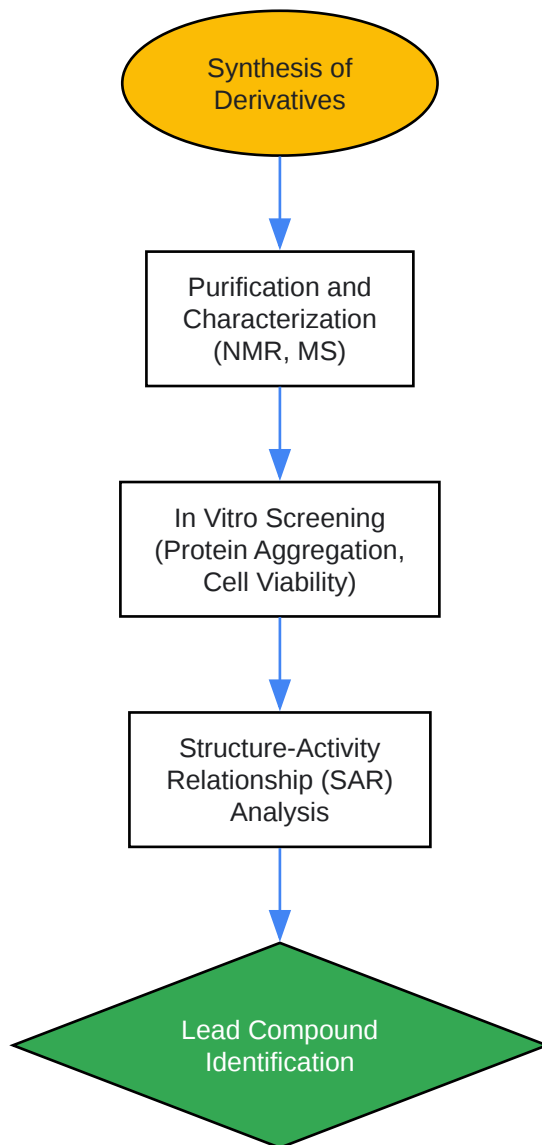 Synthesis of
Derivatives
Purification and
Characterization
(NMR, MS)
In Vitro Screening
(Protein Aggregation,
Cell Viability)
Structure-Activity
Relationship (SAR)
Analysis
Lead Compound
Identification